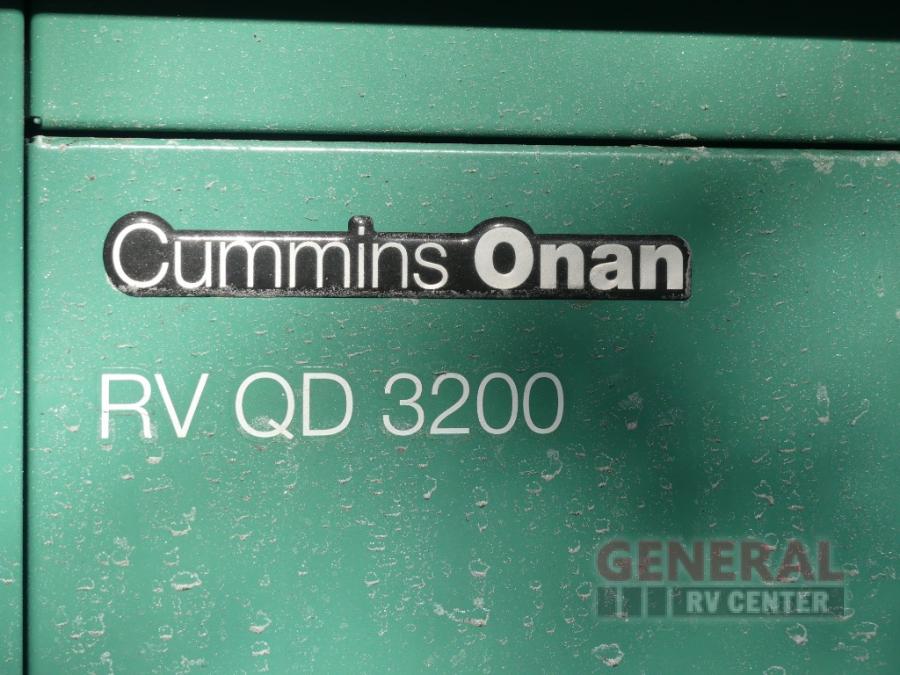 Cummins Onan
RV QD 3200
GENERAL
RV CENTER